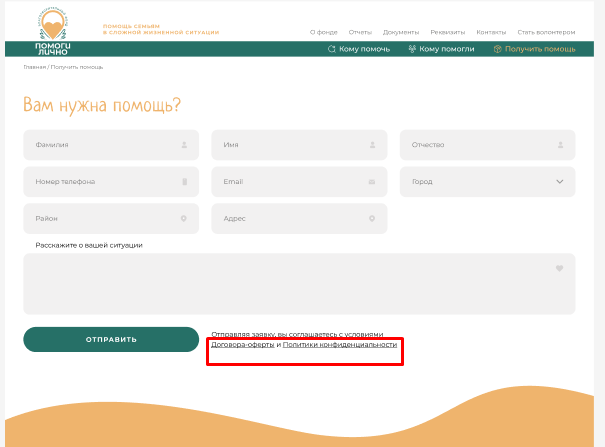 ПОМОГИ
ЛИЧНО
ПОМОЩЬ СЕМЬЯМ
В СЛОЖНОЙ ЖИЗНЕННОЙ СИТУАЦИИ
О фонде Отчеты Документы Реквизиты Контакты Стать волонтером
Кому помочь Кому помогли Получить помощь
Главная / Получить помощь
Вам нужна помощь?
Фамилия Имя Отчество
Номер телефона Email Город
Район Адрес
Расскажите о вашей ситуации
ОТПРАВИТЬ
Отправляя заявку, вы соглашаетесь с условиями
Договора-оферты и Политики конфиденциальности